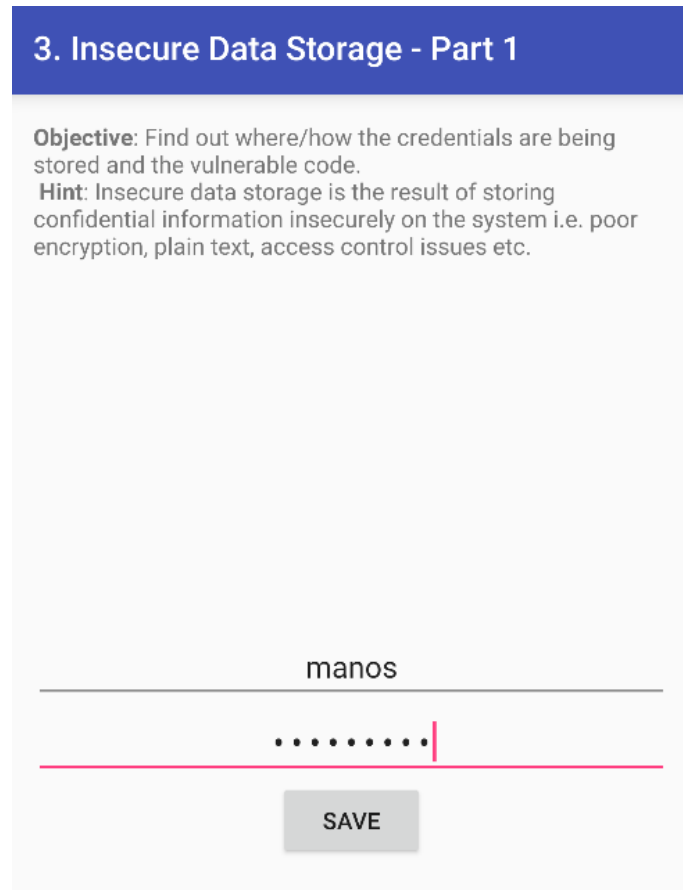 3. Insecure Data Storage - Part 1
Objective: Find out where/how the credentials are being
stored and the vulnerable code.
Hint: Insecure data storage is the result of storing
confidential information insecurely on the system i.e. poor
encryption, plain text, access control issues etc.
manos
•••••••••
SAVE